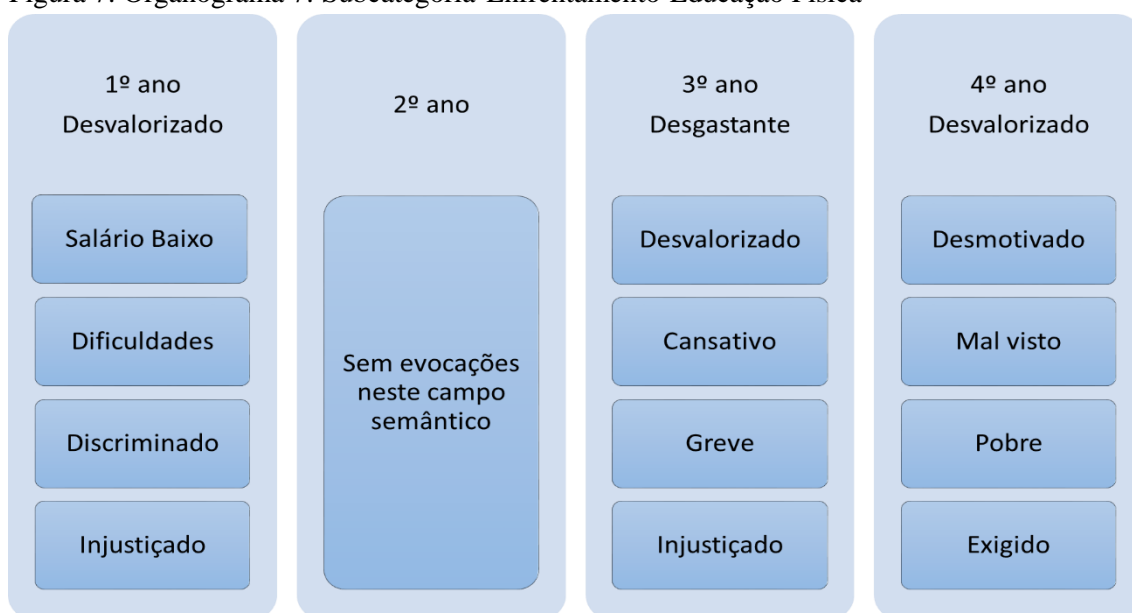 Figura 7: Organograma 7: Subcategoria-Enfrentamento-Educação Física
1º ano
Desvalorizado
Salário Baixo
Dificuldades
Discriminado
Injustiçado
2º ano
Sem evocações
neste campo
semântico
3º ano
Desgastante
Desvalorizado
Cansativo
Greve
Injustiçado
4º ano
Desvalorizado
Desmotivado
Mal visto
Pobre
Exigido